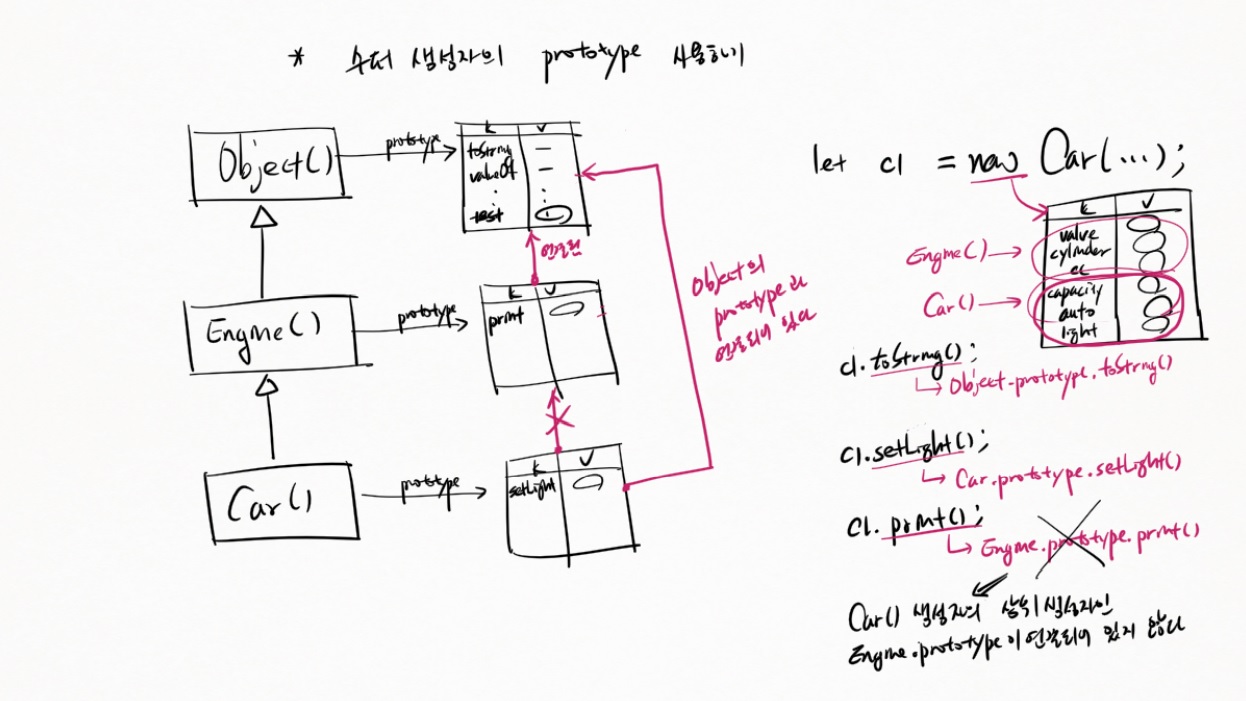 * 수퍼 생성자의 prototype 사용하기
Object()
prototype
k v
toString -
valueOf -
: :
test
연결됨
Engine()
prototype
k v
print
Car()
prototype
k v
setLight
Object의
prototype과
연결되어 있다
let c1 = new Car(...);
k v
Engine()
value
cylinder
cc
Car()
capacity
auto
light
c1.toString();
Object.prototype.toString()
c1.setLight();
Car.prototype.setLight()
c1.print();
Engine.prototype.print()
Car() 생성자의 상위 생성자인
Engine.prototype이 연결되어 있지 않다